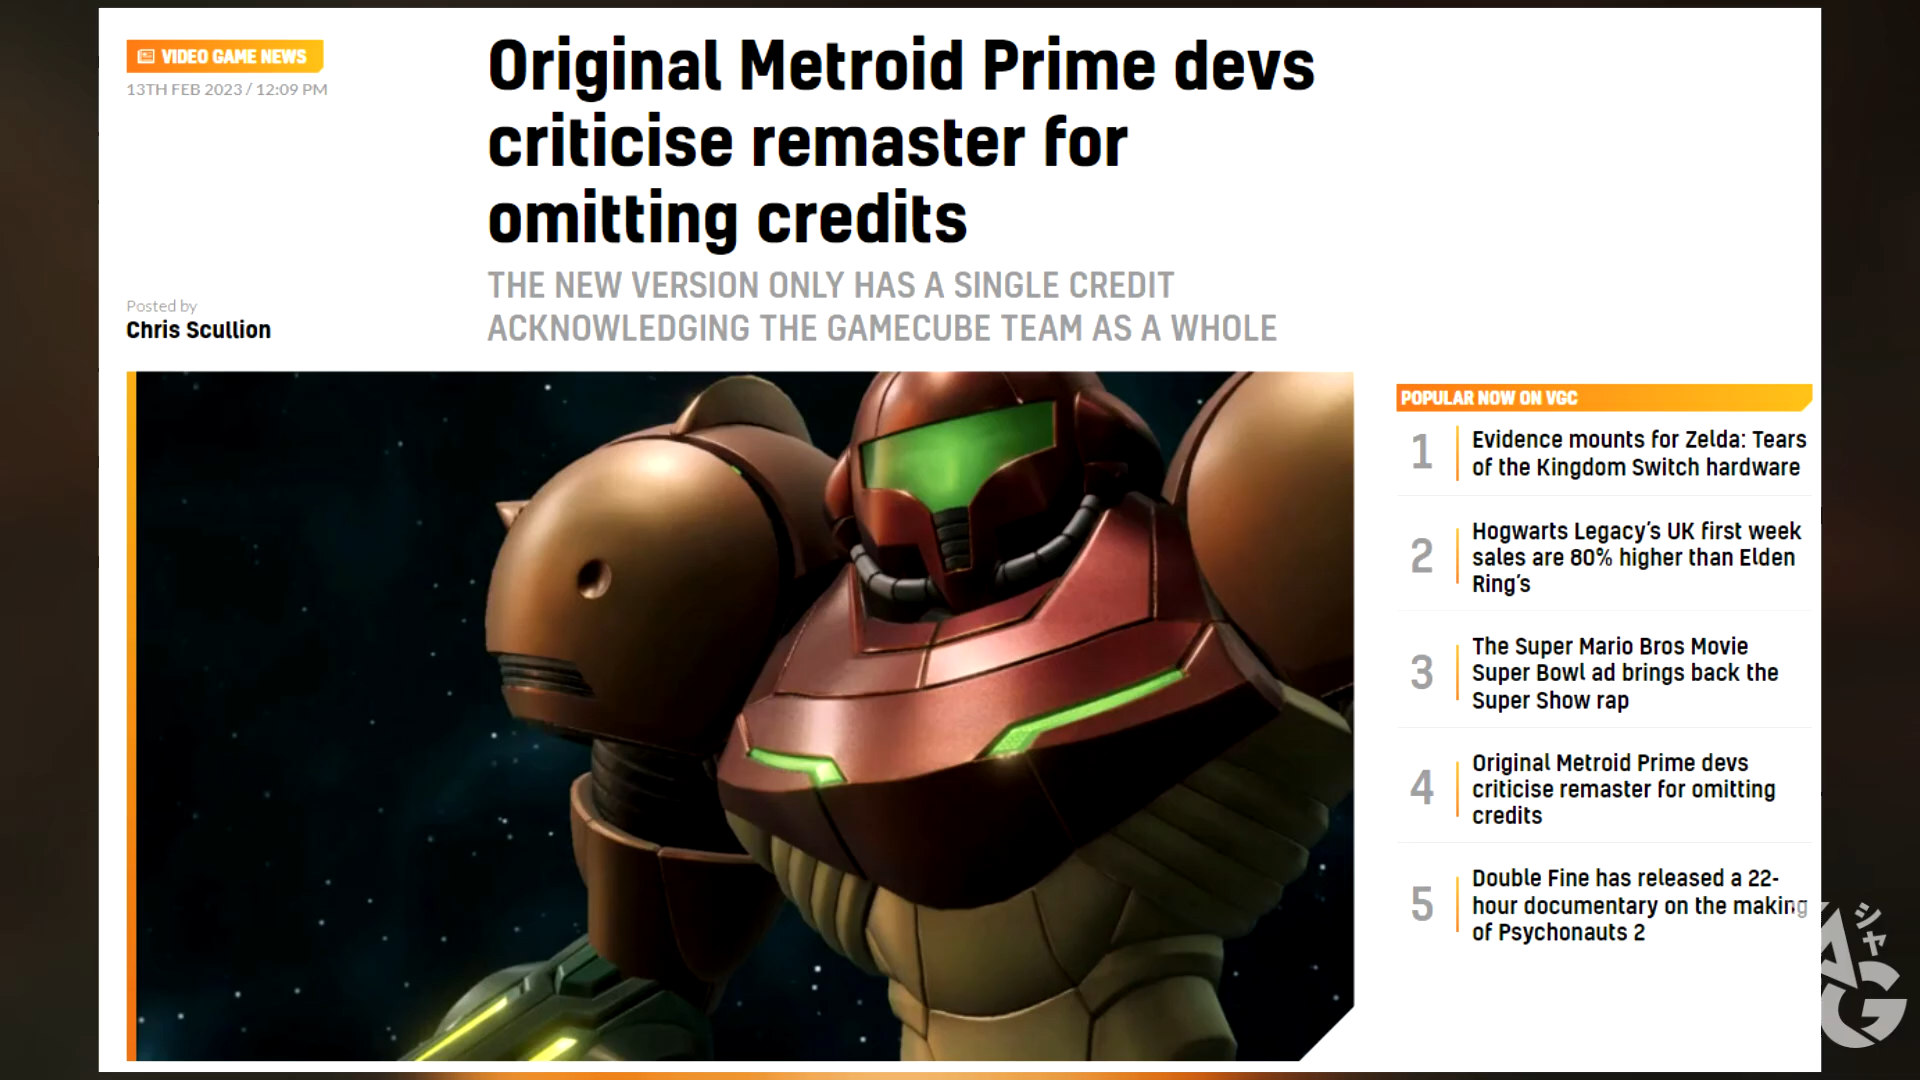 VIDEO GAME NEWS
13TH FEB 2023 / 12:09 PM
Original Metroid Prime devs
criticise remaster for
omitting credits
THE NEW VERSION ONLY HAS A SINGLE CREDIT
ACKNOWLEDGING THE GAMECUBE TEAM AS A WHOLE
Posted by
Chris Scullion
POPULAR NOW ON VGC
1
Evidence mounts for Zelda: Tears
of the Kingdom Switch hardware
2
Hogwarts Legacy's UK first week
sales are 80% higher than Elden
Ring's
3
The Super Mario Bros Movie
Super Bowl ad brings back the
Super Show rap
4
Original Metroid Prime devs
criticise remaster for omitting
credits
5
Double Fine has released a 22-
hour documentary on the making
of Psychonauts 2
シャ
AG